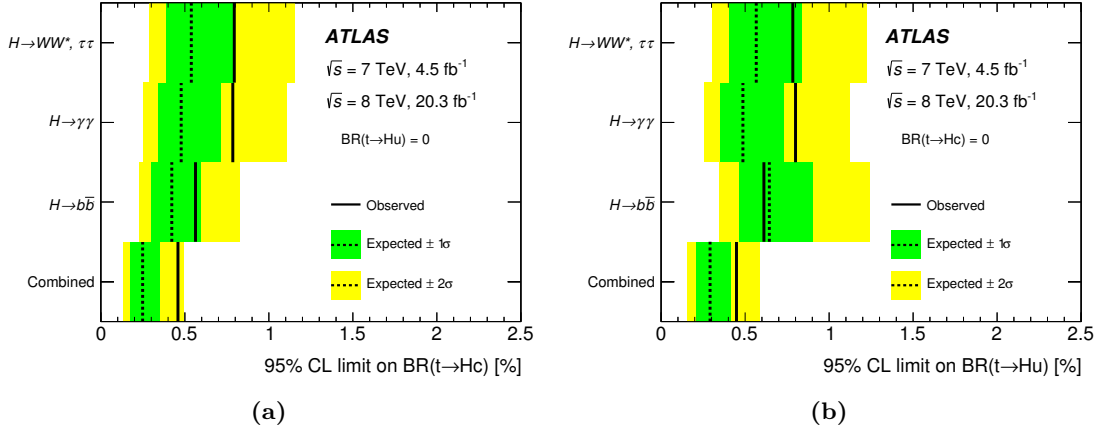 H→WW*, ττ
H→γγ
H→bb̅
Combined
ATLAS
√s = 7 TeV, 4.5 fb⁻¹
√s = 8 TeV, 20.3 fb⁻¹
BR(t→Hu) = 0
Observed
Expected ± 1σ
Expected ± 2σ
0 0.5 1 1.5 2 2.5
95% CL limit on BR(t→Hc) [%]
(a)
H→WW*, ττ
H→γγ
H→bb̅
Combined
ATLAS
√s = 7 TeV, 4.5 fb⁻¹
√s = 8 TeV, 20.3 fb⁻¹
BR(t→Hc) = 0
Observed
Expected ± 1σ
Expected ± 2σ
0 0.5 1 1.5 2 2.5
95% CL limit on BR(t→Hu) [%]
(b)